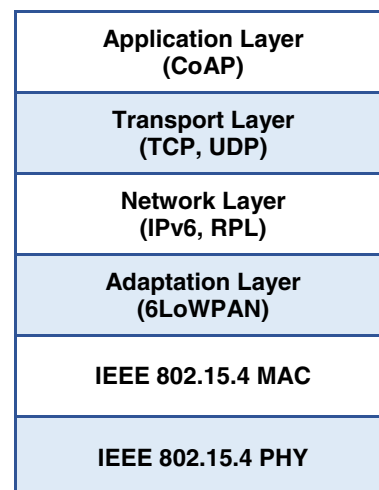 Application Layer
(CoAP)
Transport Layer
(TCP, UDP)
Network Layer
(IPv6, RPL)
Adaptation Layer
(6LoWPAN)
IEEE 802.15.4 MAC
IEEE 802.15.4 PHY